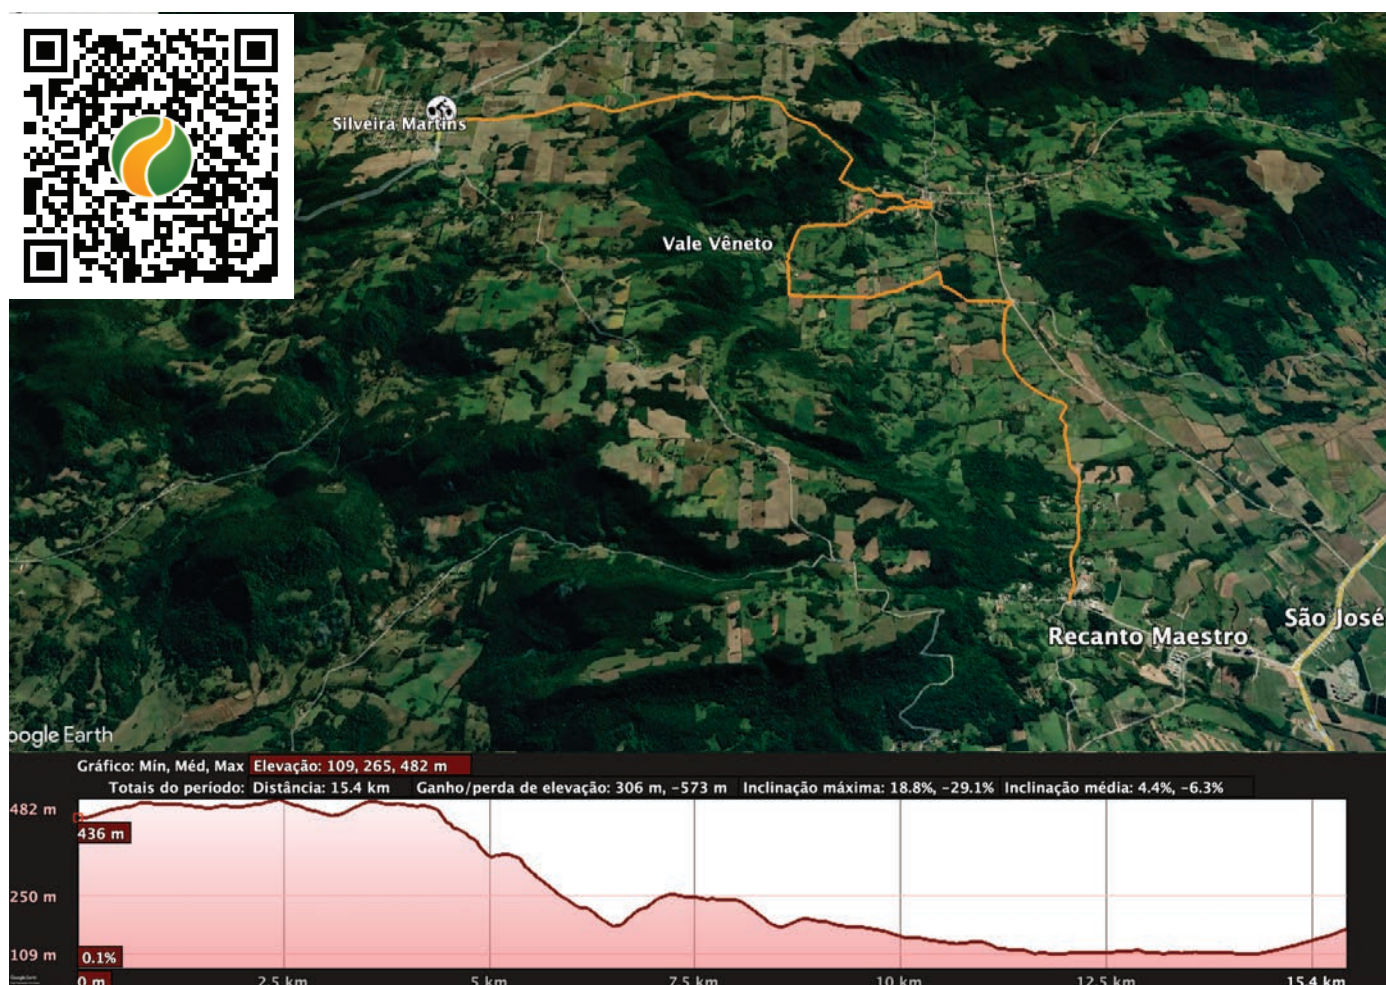 Silveira Martins
Vale Vêneto
Recanto Maestro
São José
oogle Earth
Gráfico: Mín, Méd, Max Elevação: 109, 265, 482 m
Totais do período: Distância: 15.4 km Ganho/perda de elevação: 306 m, -573 m Inclinação máxima: 18.8%, -29.1% Inclinação média: 4.4%, -6.3%
482 m
436 m
250 m
109 m
0.1%
0 m 2.5 km 5 km 7.5 km 10 km 12.5 km 15.4 km